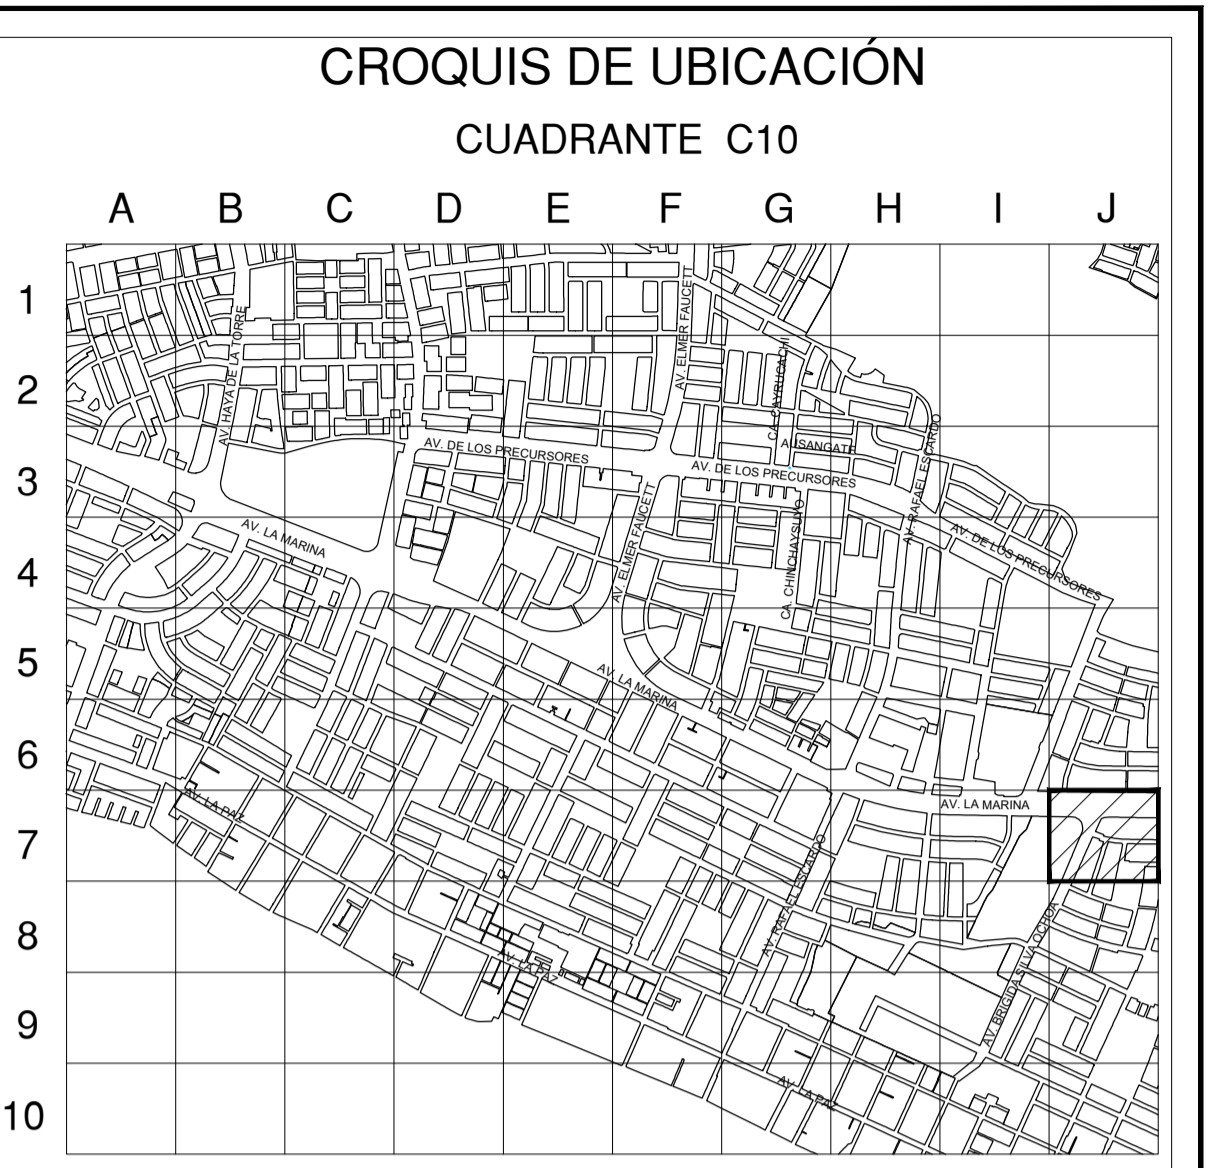 CROQUIS DE UBICACIÓN
CUADRANTE C10
A B C D E F G H I J
1
AV. HAYA DE LA TORRE
AV. ELMER FAUCETT
2
CA. CAYRUCACHI
3
AV. DE LOS PRECURSORES
AUSANGATE
AV. DE LOS PRECURSORES
AV. RAFAEL ESCARDO
4
AV. LA MARINA
AV. ELMER FAUCETT
CA. CHINCHAYSUYO
AV. DE LOS PRECURSORES
5
AV. LA MARINA
6
AV. LA MARINA
7
AV. LA PAZ
AV. RAFAEL ESCARDO
8
AV. LA PAZ
AV. BRIGIDA SILVA OCHOA
9
10
AV. LA PAZ